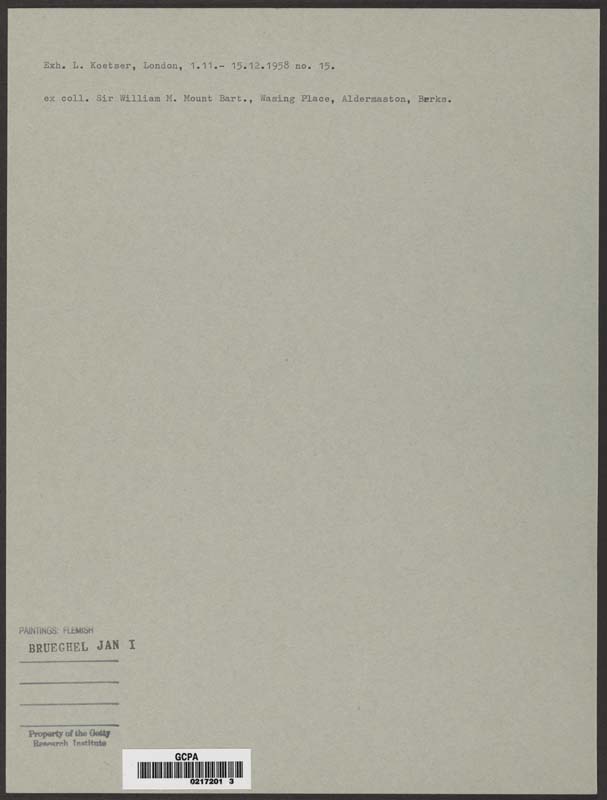 Exh. L. Koetser, London, 1.11.- 15.12.1958 no. 15.
ex coll. Sir William M. Mount Bart., Wasing Place, Aldermaston, Berks.
PAINTINGS: FLEMISH
BRUEGHEL JAN I
Property of the Getty
Research Institute
GCPA
0217201 3